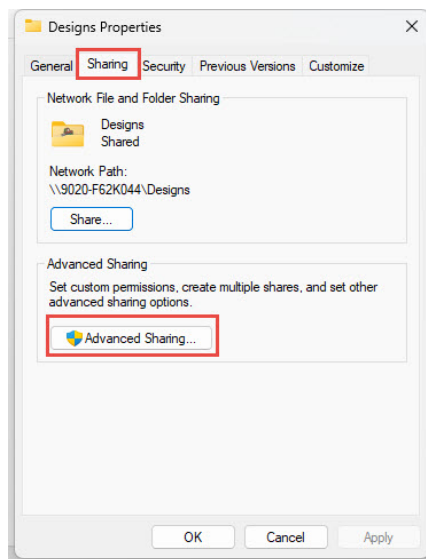 Designs Properties
General Sharing Security Previous Versions Customize
Network File and Folder Sharing
Designs
Shared
Network Path:
\\9020-F62K044\Designs
Share...
Advanced Sharing
Set custom permissions, create multiple shares, and set other
advanced sharing options.
Advanced Sharing...
OK Cancel Apply